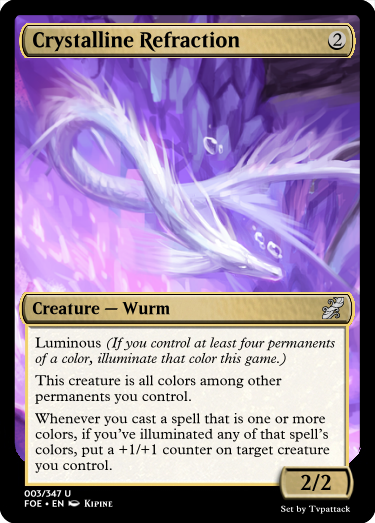 Crystalline Refraction 2
Creature — Wurm
Luminous (If you control at least four permanents
of a color, illuminate that color this game.)
This creature is all colors among other
permanents you control.
Whenever you cast a spell that is one or more
colors, if you've illuminated any of that spell's
colors, put a +1/+1 counter on target creature
you control.
2/2
003/347 U
FOE • EN Kipine
Set by Tvpattack